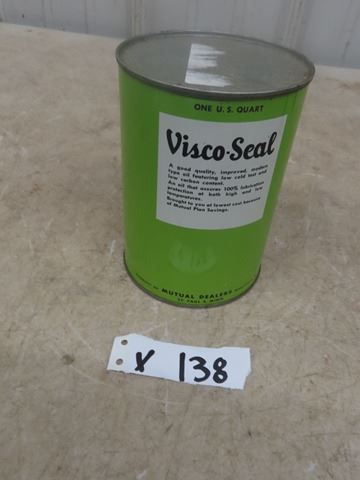 ONE U. S. QUART
Visco-Seal
A good quality, improved, modern
type oil featuring low cold test and
low carbon content.
An oil that assures 100% lubrication
protection at both high and low
temperatures.
Brought to you at lowest cost because
of Mutual Plan Savings.
MUTUAL DEALERS
ST. PAUL 4, MINN.
X 138